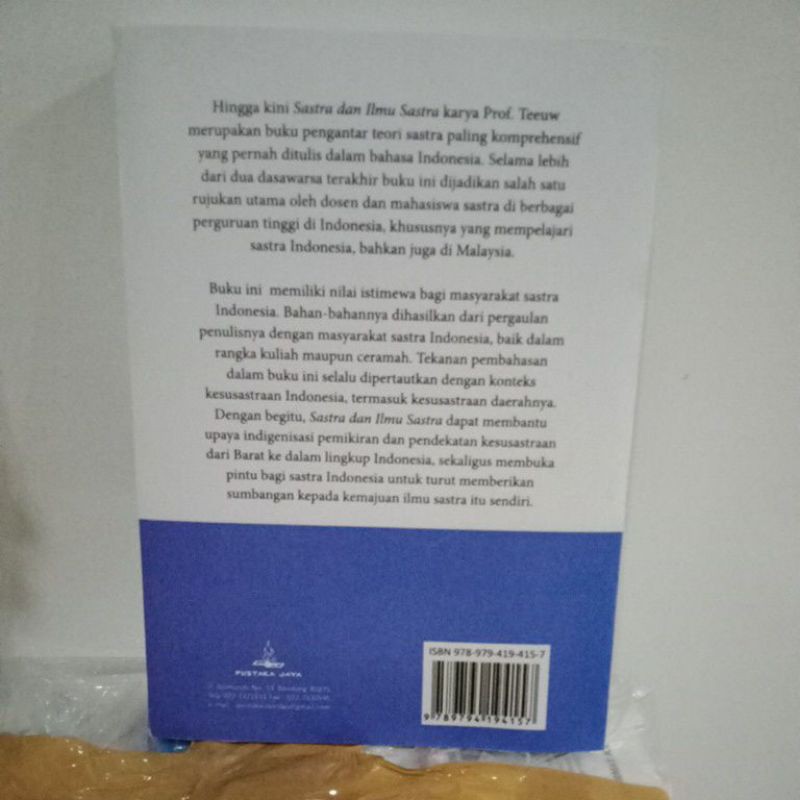 Hingga kini Sastra dan Ilmu Sastra karya Prof. Teeuw
merupakan buku pengantar teori sastra paling komprehensif
yang pernah ditulis dalam bahasa Indonesia. Selama lebih
dari dua dasawarsa terakhir buku ini dijadikan salah satu
rujukan utama oleh dosen dan mahasiswa sastra di berbagai
perguruan tinggi di Indonesia, khususnya yang mempelajari
sastra Indonesia, bahkan juga di Malaysia.
Buku ini memiliki nilai istimewa bagi masyarakat sastra
Indonesia. Bahan-bahannya dihasilkan dari pergaulan
penulisnya dengan masyarakat sastra Indonesia, baik dalam
rangka kuliah maupun ceramah. Tekanan pembahasan
dalam buku ini selalu dipertautkan dengan konteks
kesusastraan Indonesia, termasuk kesusastraan daerahnya.
Dengan begitu, Sastra dan Ilmu Sastra dapat membantu
upaya indigenisasi pemikiran dan pendekatan kesusastraan
dari Barat ke dalam lingkup Indonesia, sekaligus membuka
pintu bagi sastra Indonesia untuk turut memberikan
sumbangan kepada kemajuan ilmu sastra itu sendiri.
PUSTAKA JAYA
ISBN 978-979-419-415-7
9 789794 194157